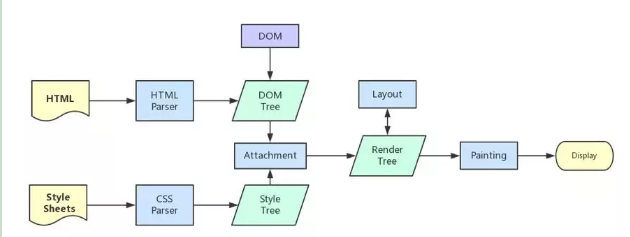 DOM
HTML
HTML
Parser
DOM
Tree
Layout
Attachment
Render
Tree
Painting
Display
Style
Sheets
CSS
Parser
Style
Tree